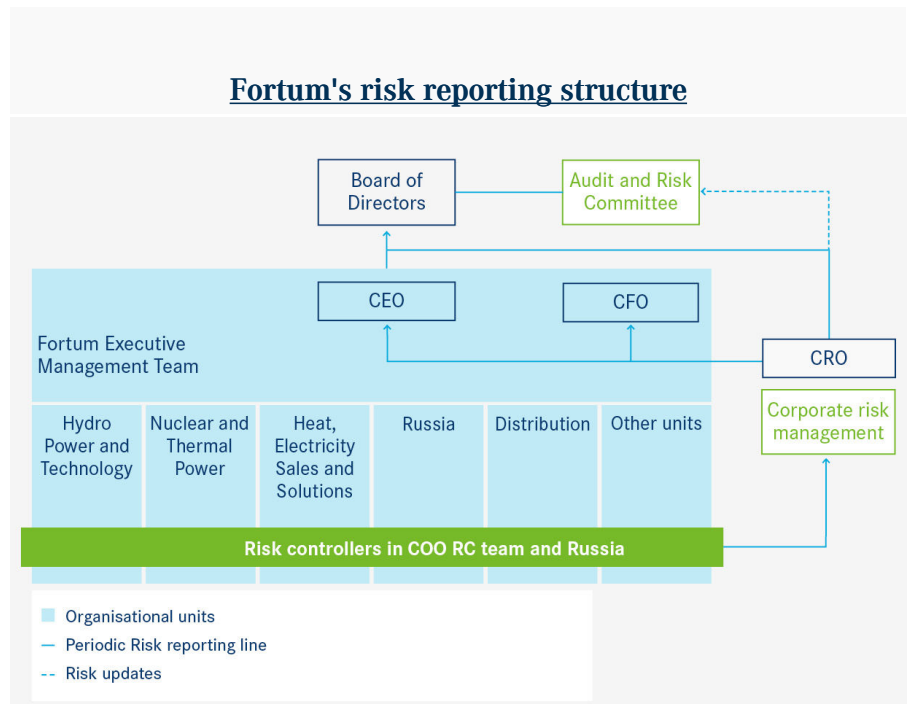 Fortum's risk reporting structure
Board of
Directors
Audit and Risk
Committee
CEO
CFO
Fortum Executive
Management Team
CRO
Corporate risk
management
Hydro
Power and
Technology
Nuclear and
Thermal
Power
Heat,
Electricity
Sales and
Solutions
Russia
Distribution
Other units
Risk controllers in COO RC team and Russia
Organisational units
Periodic Risk reporting line
Risk updates